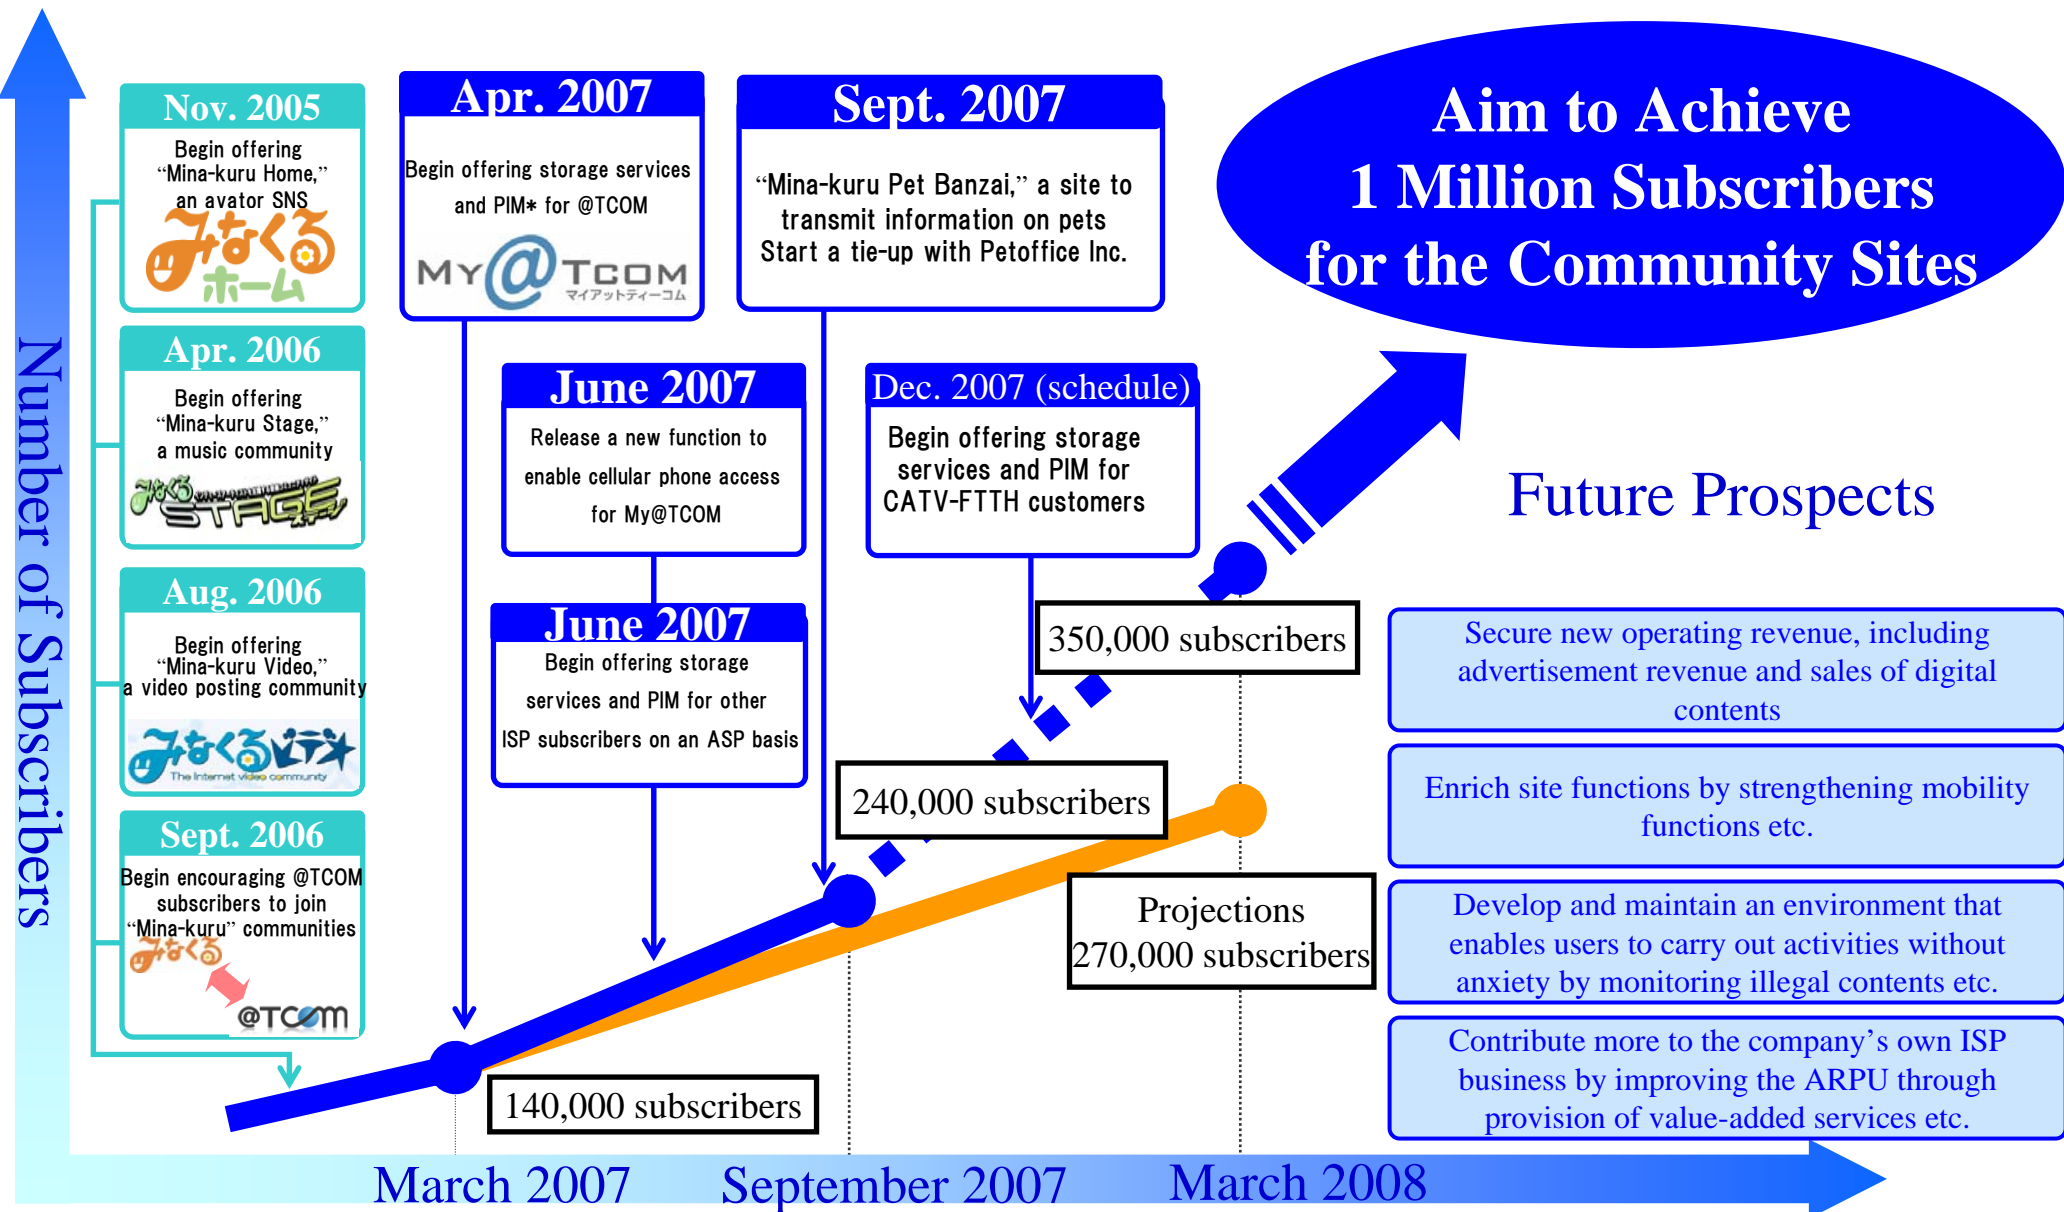 Number of Subscribers
Nov. 2005
Begin offering
“Mina-kuru Home,”
an avator SNS
みなくる
ホーム
Apr. 2006
Begin offering
“Mina-kuru Stage,”
a music community
みなくる
STAGE
Aug. 2006
Begin offering
“Mina-kuru Video,”
a video posting community
みなくるビデオ
The Internet video community
Sept. 2006
Begin encouraging @TCOM
subscribers to join
“Mina-kuru” communities
みなくる
@TCOM
Apr. 2007
Begin offering storage services
and PIM* for @TCOM
MY@TCOM
マイアットティーコム
June 2007
Release a new function to
enable cellular phone access
for My@TCOM
June 2007
Begin offering storage
services and PIM for other
ISP subscribers on an ASP basis
Sept. 2007
“Mina-kuru Pet Banzai,” a site to
transmit information on pets
Start a tie-up with Petoffice Inc.
Dec. 2007 (schedule)
Begin offering storage
services and PIM for
CATV-FTTH customers
Aim to Achieve
1 Million Subscribers
for the Community Sites
Future Prospects
350,000 subscribers
240,000 subscribers
Projections
270,000 subscribers
140,000 subscribers
Secure new operating revenue, including
advertisement revenue and sales of digital
contents
Enrich site functions by strengthening mobility
functions etc.
Develop and maintain an environment that
enables users to carry out activities without
anxiety by monitoring illegal contents etc.
Contribute more to the company’s own ISP
business by improving the ARPU through
provision of value-added services etc.
March 2007
September 2007
March 2008